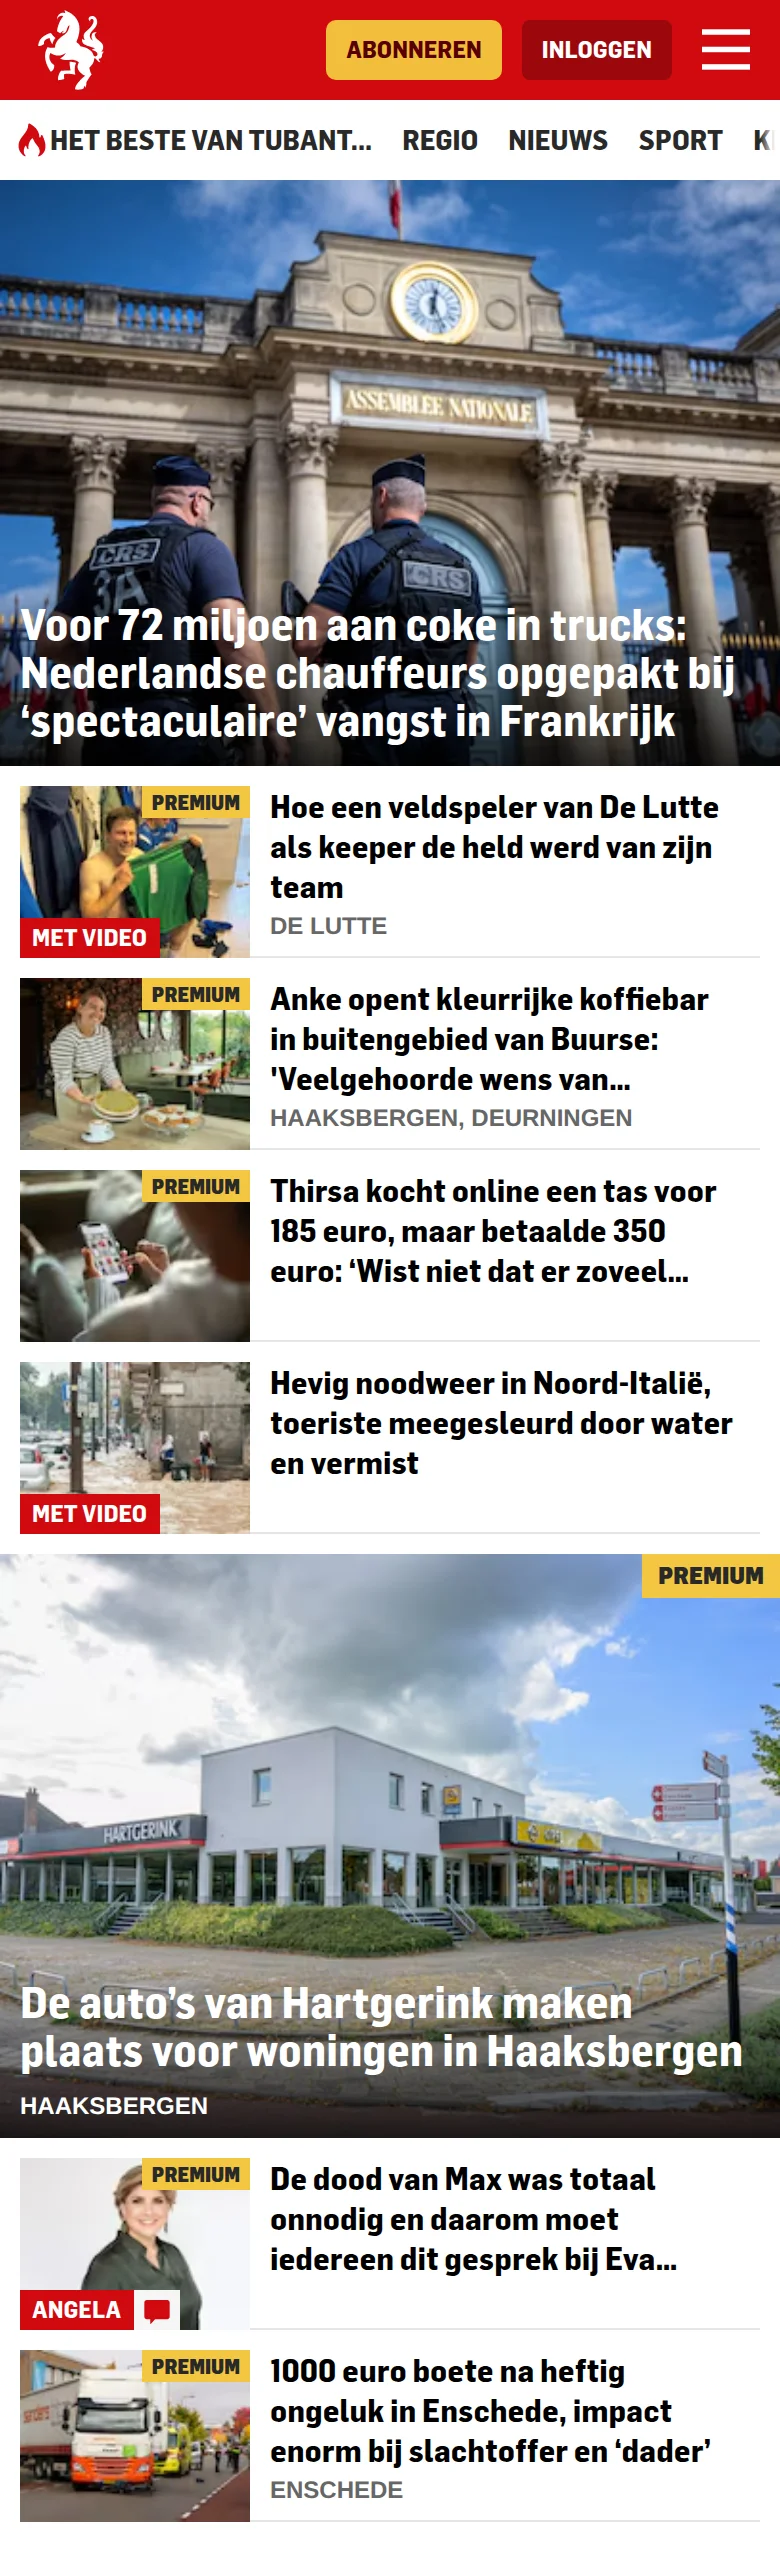 ABONNEREN
INLOGGEN
HET BESTE VAN TUBANT...
REGIO
NIEUWS
SPORT
ASSEMBLÉE NATIONALE
CRS
3A
CRS
Voor 72 miljoen aan coke in trucks:
Nederlandse chauffeurs opgepakt bij
‘spectaculaire’ vangst in Frankrijk
PREMIUM
MET VIDEO
Hoe een veldspeler van De Lutte
als keeper de held werd van zijn
team
DE LUTTE
PREMIUM
Anke opent kleurrijke koffiebar
in buitengebied van Buurse:
'Veelgehoorde wens van...
HAAKSBERGEN, DEURNINGEN
PREMIUM
Thirsa kocht online een tas voor
185 euro, maar betaalde 350
euro: ‘Wist niet dat er zoveel...
MET VIDEO
Hevig noodweer in Noord-Italië,
toeriste meegesleurd door water
en vermist
PREMIUM
HARTGERINK
De auto’s van Hartgerink maken
plaats voor woningen in Haaksbergen
HAAKSBERGEN
PREMIUM
ANGELA
De dood van Max was totaal
onnodig en daarom moet
iedereen dit gesprek bij Eva...
PREMIUM
1000 euro boete na heftig
ongeluk in Enschede, impact
enorm bij slachtoffer en ‘dader’
ENSCHEDE